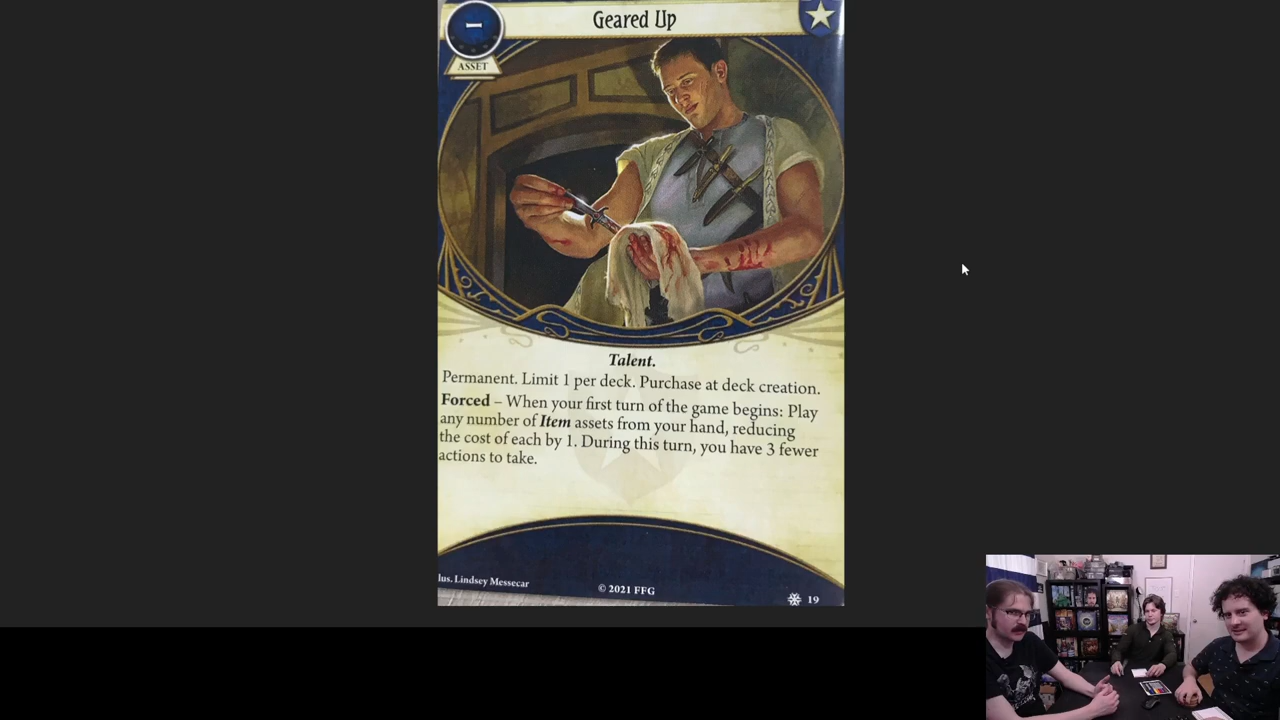 Geared Up
ASSET
Talent.
Permanent. Limit 1 per deck. Purchase at deck creation.
Forced – When your first turn of the game begins: Play
any number of Item assets from your hand, reducing
the cost of each by 1. During this turn, you have 3 fewer
actions to take.
lus. Lindsey Messecar
© 2021 FFG
19